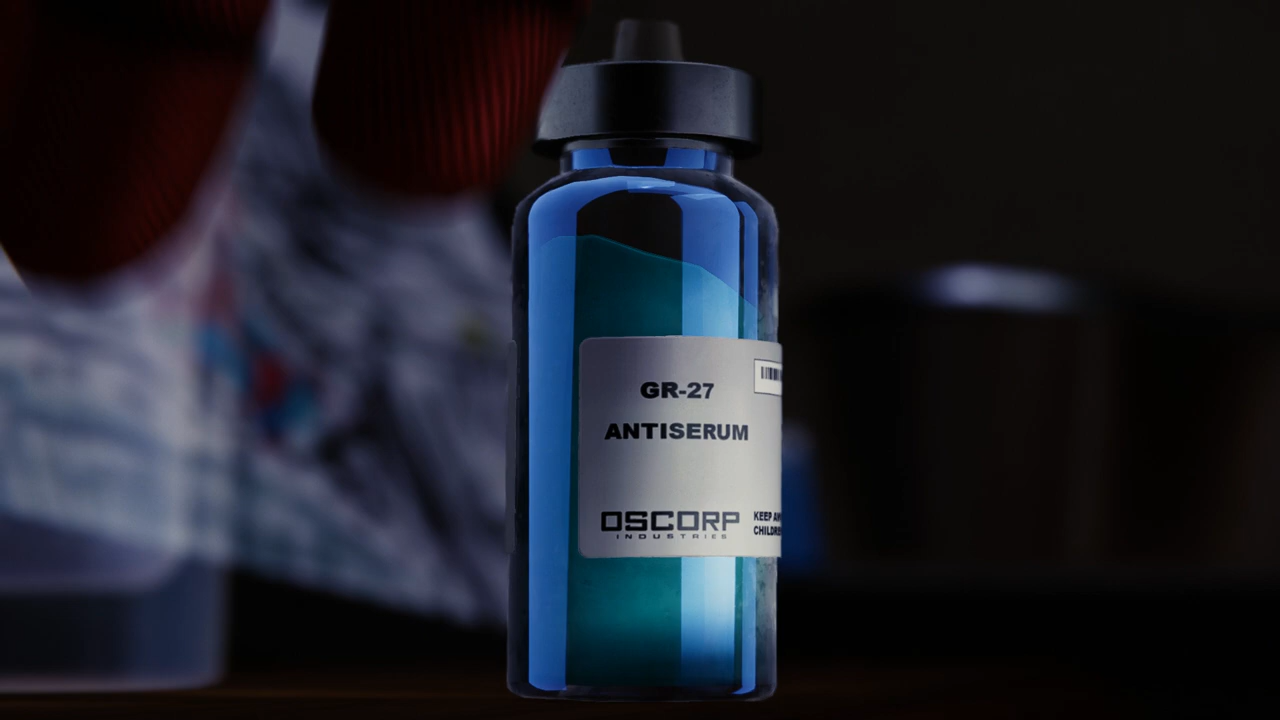 GR-27
ANTISERUM
OSCORP
INDUSTRIES
KEEP